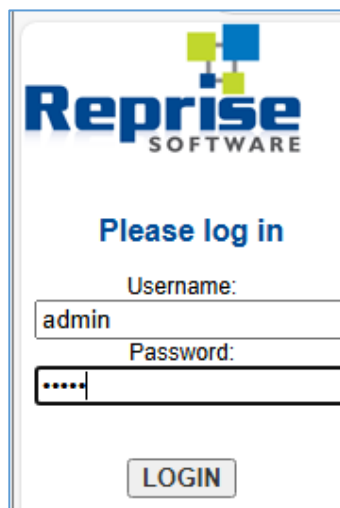 Reprise
SOFTWARE
Please log in
Username:
admin
Password:
•••••
LOGIN